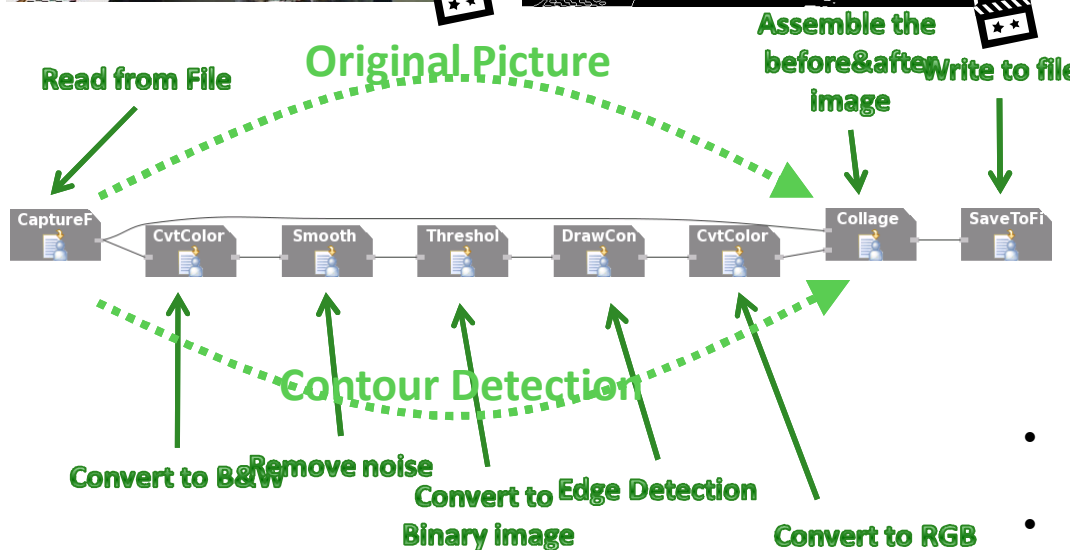 Original Picture
Assemble the
before&after
image
Read from File
Write to file
CaptureF
CvtColor
Smooth
Threshol
DrawCon
CvtColor
Collage
SaveToFi
Contour Detection
Convert to B&W
Remove noise
Convert to
Binary image
Edge Detection
Convert to RGB